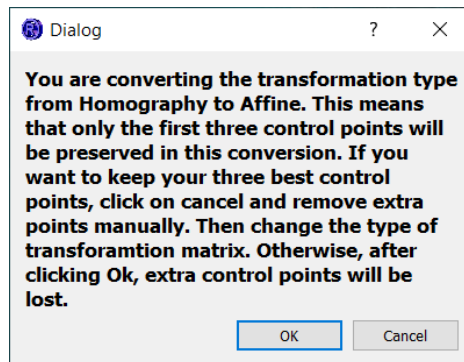 Dialog
?
You are converting the transformation type
from Homography to Affine. This means
that only the first three control points will
be preserved in this conversion. If you
want to keep your three best control
points, click on cancel and remove extra
points manually. Then change the type of
transforamtion matrix. Otherwise, after
clicking Ok, extra control points will be
lost.
OK
Cancel